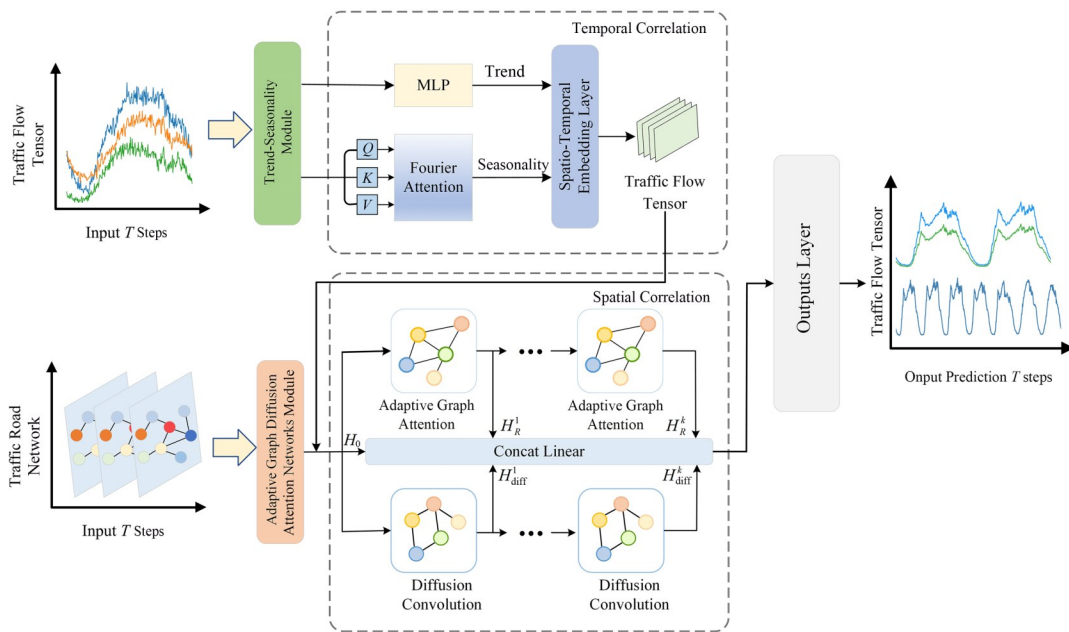 Temporal Correlation
Traffic Flow
Tensor
Input T Steps
Trend-Seasonality
Module
MLP
Trend
Q
K
V
Fourier
Attention
Seasonality
Spatio-Temporal
Embedding Layer
Traffic Flow
Tensor
Spatial Correlation
Traffic Road
Network
Input T Steps
Adaptive Graph Diffusion
Attention Networks Module
H₀
Adaptive Graph
Attention
Adaptive Graph
Attention
H_R^1
H_R^k
Concat Linear
H_diff^1
H_diff^k
Diffusion
Convolution
Diffusion
Convolution
Outputs Layer
Traffic Flow Tensor
Onput Prediction T steps